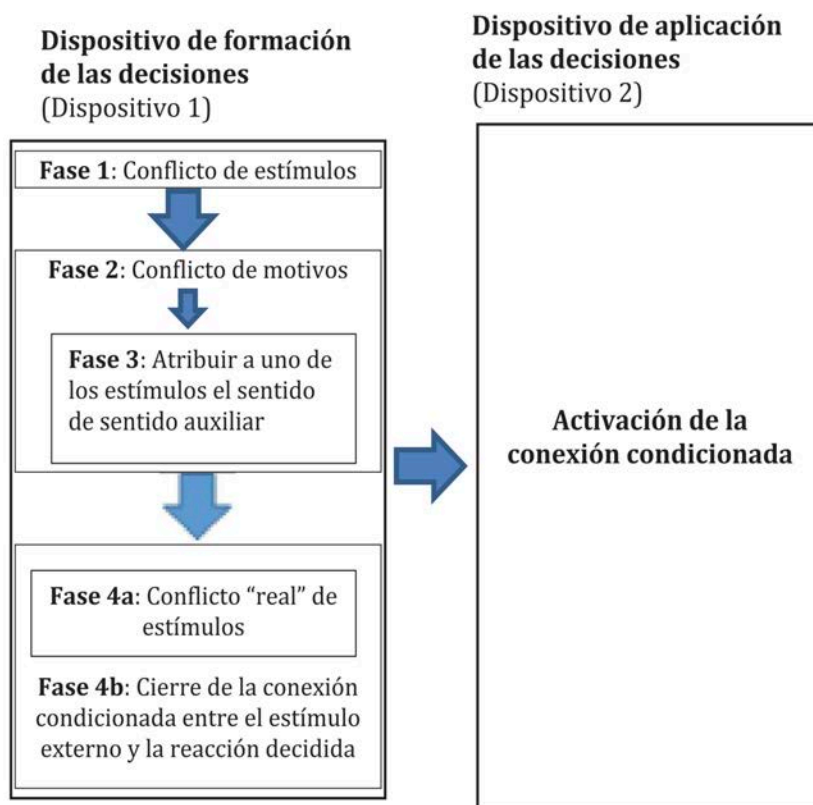 Dispositivo de formación
de las decisiones
(Dispositivo 1)
Fase 1: Conflicto de estímulos
Fase 2: Conflicto de motivos
Fase 3: Atribuir a uno de
los estímulos el sentido
de sentido auxiliar
Fase 4a: Conflicto “real” de
estímulos
Fase 4b: Cierre de la conexión
condicionada entre el estímulo
externo y la reacción decidida
Dispositivo de aplicación
de las decisiones
(Dispositivo 2)
Activación de la
conexión condicionada